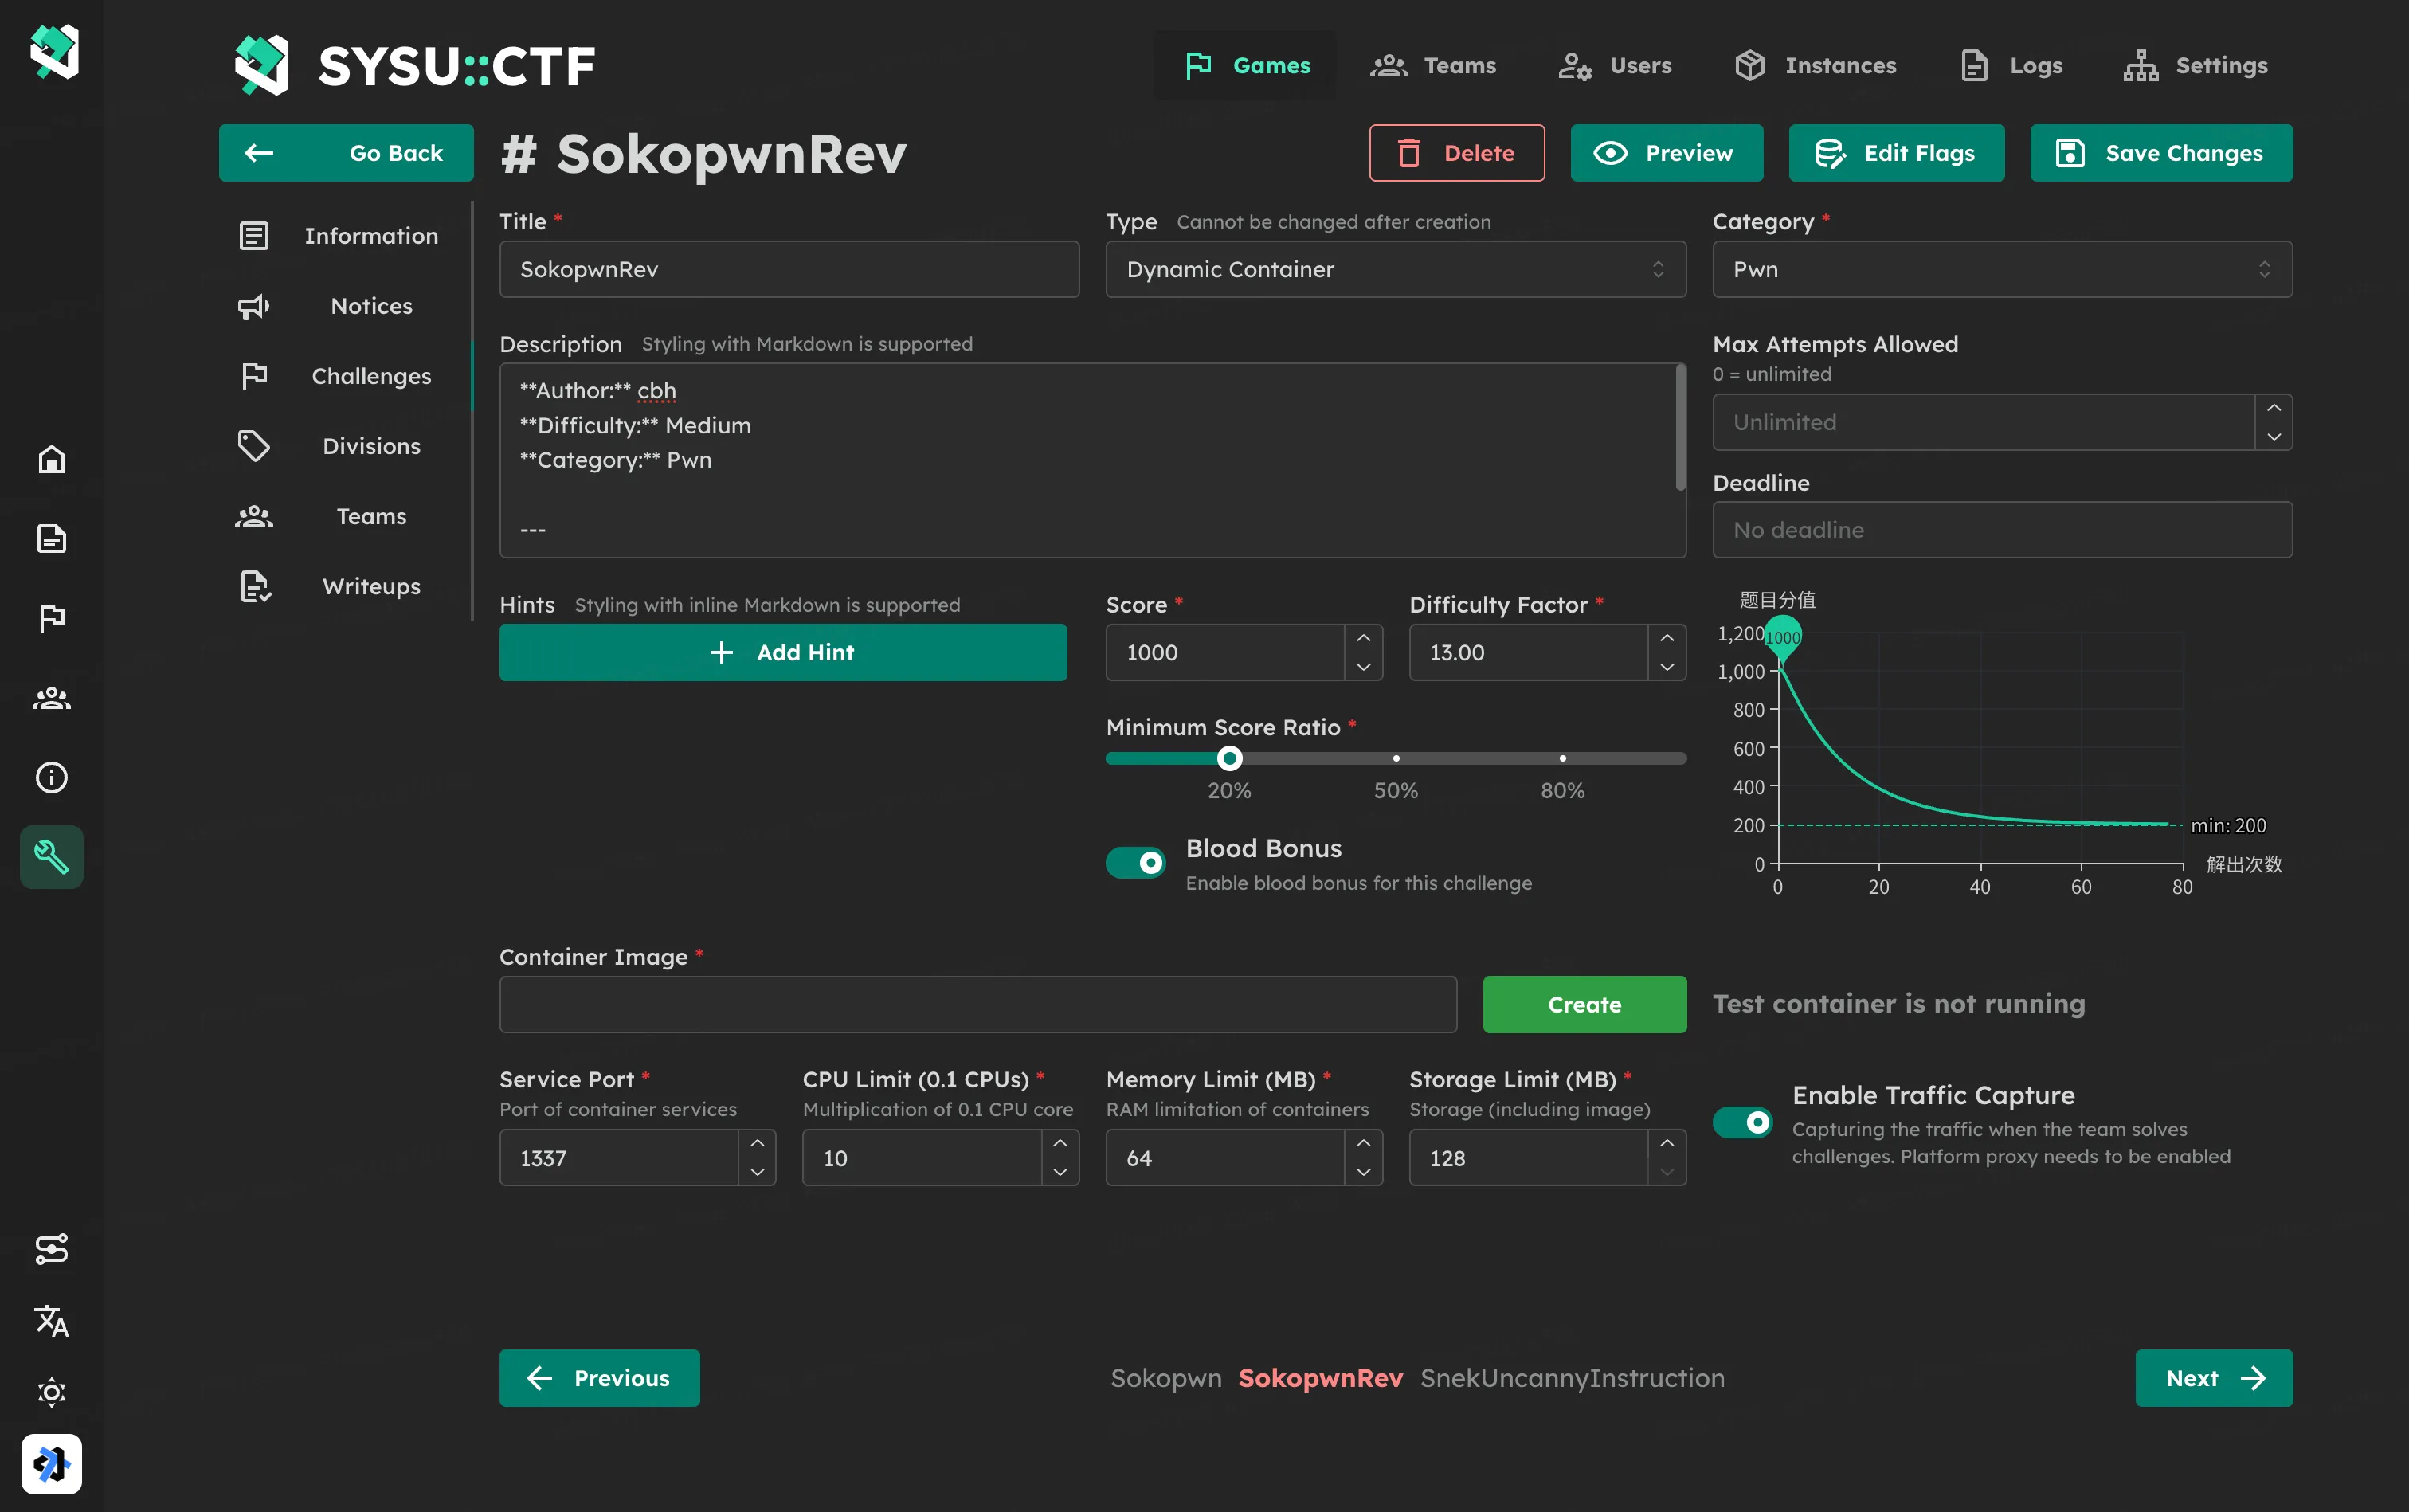 SYSU::CTF
Games
Teams
Users
Instances
Logs
Settings
Go Back
# SokopwnRev
Delete
Preview
Edit Flags
Save Changes
Information
Notices
Challenges
Divisions
Teams
Writeups
Title *
SokopwnRev
Type Cannot be changed after creation
Dynamic Container
Category *
Pwn
Description Styling with Markdown is supported
**Author:** cbh
**Difficulty:** Medium
**Category:** Pwn
---
Max Attempts Allowed
0 = unlimited
Unlimited
Deadline
No deadline
Hints Styling with inline Markdown is supported
Add Hint
Score *
1000
Difficulty Factor *
13.00
Minimum Score Ratio *
20% 50% 80%
Blood Bonus
Enable blood bonus for this challenge
题目分值
1000
1,200
1,000
800
600
400
200
0
min: 200
解出次数
0 20 40 60 80
Container Image *
Create
Test container is not running
Service Port *
Port of container services
1337
CPU Limit (0.1 CPUs) *
Multiplication of 0.1 CPU core
10
Memory Limit (MB) *
RAM limitation of containers
64
Storage Limit (MB) *
Storage (including image)
128
Enable Traffic Capture
Capturing the traffic when the team solves
challenges. Platform proxy needs to be enabled
Previous
Sokopwn SokopwnRev SnekUncannyInstruction
Next